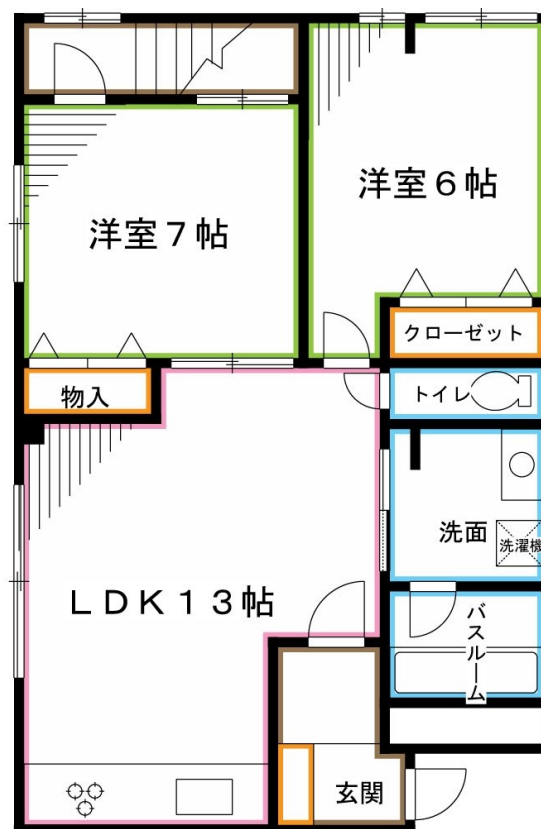 洋室6帖
洋室7帖
クローゼット
物入
トイレ
洗面
洗濯機
LDK13帖
バスルーム
玄関